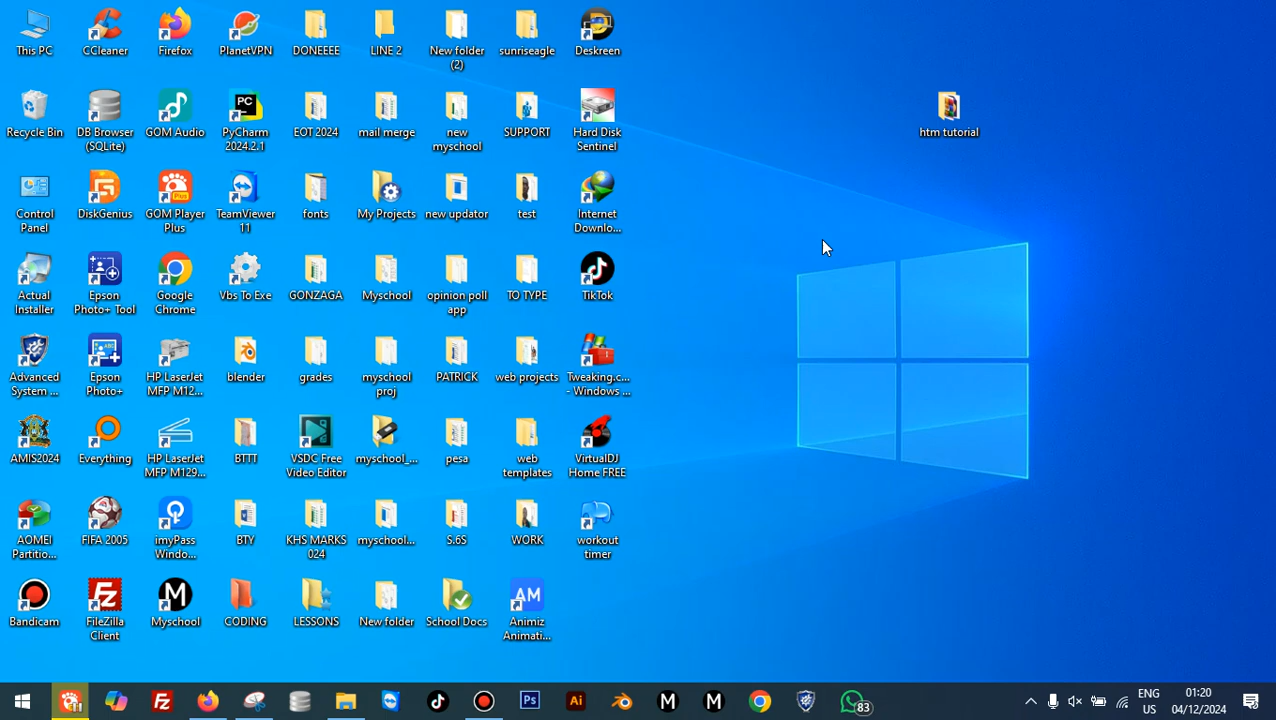 This PC
CCleaner
Firefox
PlanetVPN
DONEEEE
LINE 2
New folder
(2)
sunriseagle
Deskreen
htm tutorial
Recycle Bin
DB Browser
(SQLite)
GOM Audio
PC
PyCharm
2024.2.1
EOT 2024
mail merge
new
myschool
SUPPORT
Hard Disk
Sentinel
Control
Panel
DiskGenius
Plus
GOM Player
Plus
TeamViewer
11
fonts
My Projects
new updator
test
Internet
Downlo...
Actual
Installer
Epson
Photo+ Tool
Google
Chrome
Vbs To Exe
GONZAGA
Myschool
opinion poll
app
TO TYPE
TikTok
Advanced
System ...
Epson
Photo+
HP LaserJet
MFP M12...
blender
grades
myschool
proj
PATRICK
web projects
Tweaking.c...
- Windows ...
AMIS2024
Everything
HP LaserJet
MFP M129...
BTTT
VSDC Free
Video Editor
myschool_...
pesa
web
templates
VirtualDJ
Home FREE
AOMEI
Partitio...
FIFA 2005
imyPass
Windo...
BTY
KHS MARKS
024
myschool...
S.6S
WORK
workout
timer
Bandicam
Fz
FileZilla
Client
M
Myschool
CODING
LESSONS
New folder
School Docs
AM
Animiz
Animati...
Fz
Ps
Ai
M
M
83
ENG
US
01:20
04/12/2024